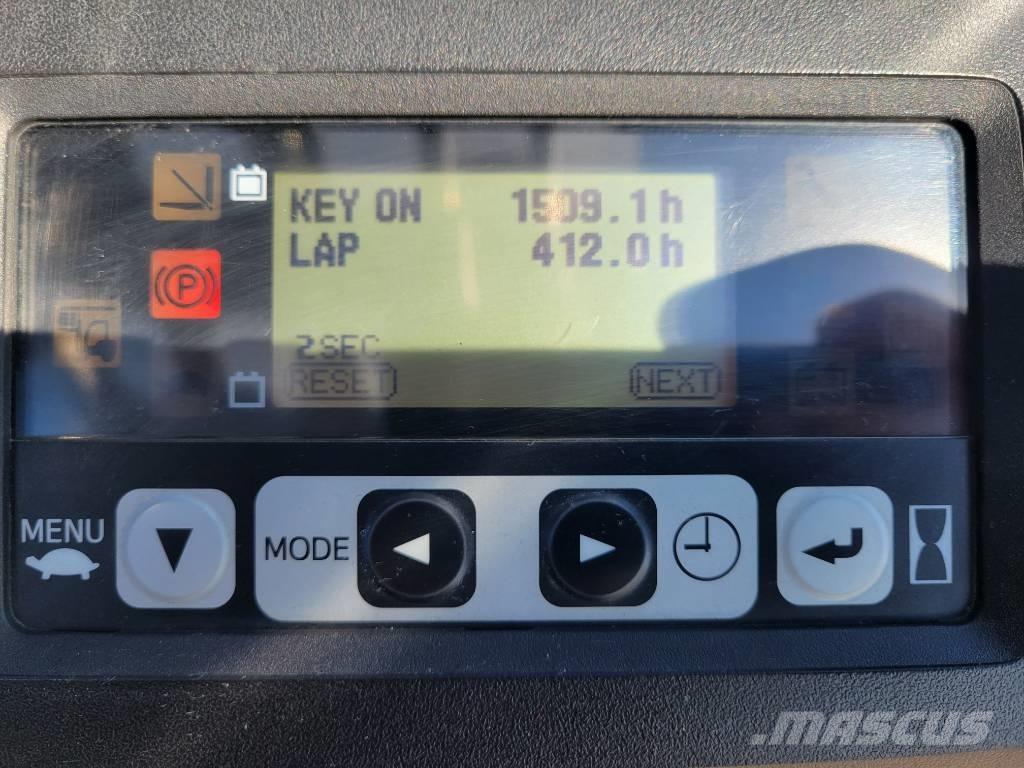 KEY ON 1509.1h
LAP 412.0h
2SEC
RESET NEXT
P
MENU MODE
MASCUS